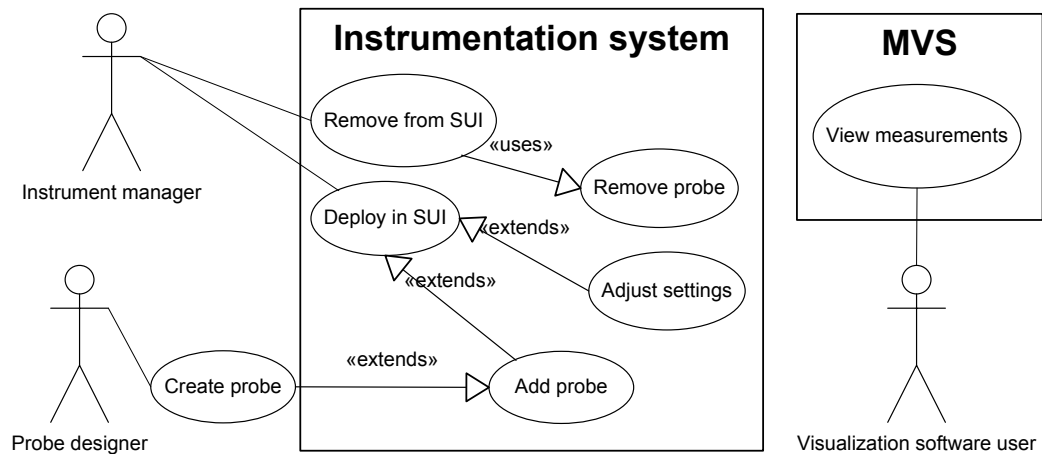 Instrumentation system
MVS
Remove from SUI
View measurements
«uses»
Remove probe
Instrument manager
Deploy in SUI
«extends»
«extends»
Adjust settings
«extends»
Create probe
Add probe
Probe designer
Visualization software user